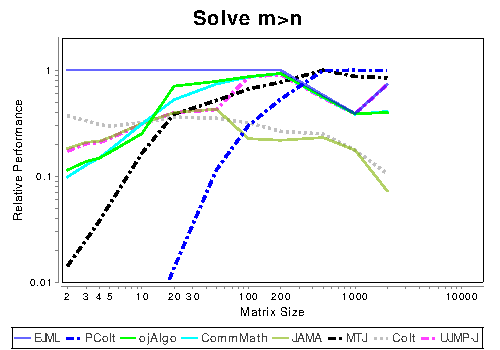 Solve m>n
Relative Performance
1
0.1
0.01
2 3 4 5 10 20 30 100 200 1000 10000
Matrix Size
EJML PColt ojAlgo CommMath JAMA MTJ Colt UJMP-J